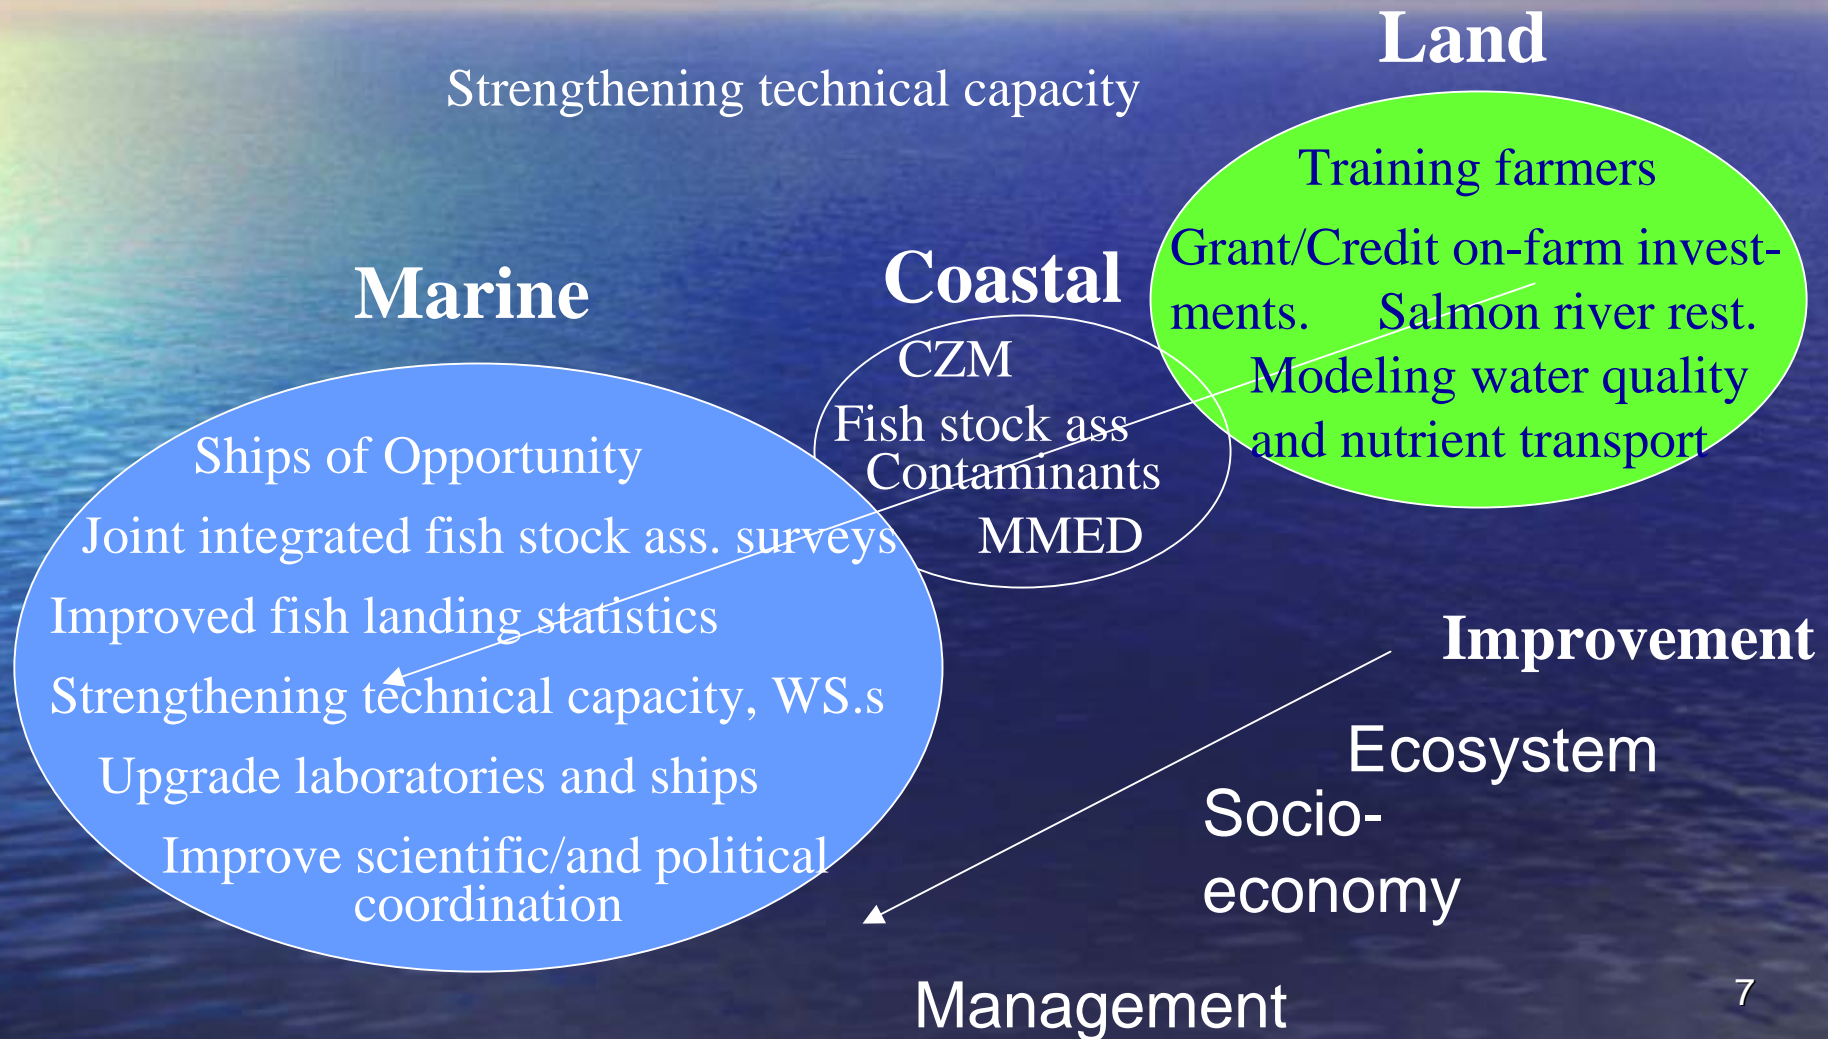 Land
Strengthening technical capacity
Training farmers
Grant/Credit on-farm invest-
ments. Salmon river rest.
Modeling water quality
and nutrient transport
Coastal
CZM
Fish stock ass
Contaminants
MMED
Marine
Ships of Opportunity
Joint integrated fish stock ass. surveys
Improved fish landing statistics
Strengthening technical capacity, WS.s
Upgrade laboratories and ships
Improve scientific/and political
coordination
Improvement
Ecosystem
Socio-
economy
Management
7